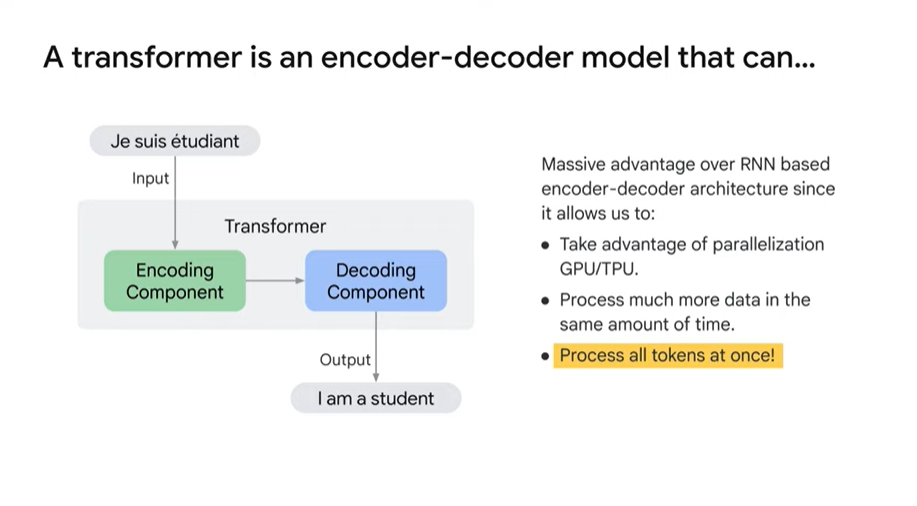 A transformer is an encoder-decoder model that can...
Je suis étudiant
Input
Transformer
Encoding
Component
Decoding
Component
Output
I am a student
Massive advantage over RNN based
encoder-decoder architecture since
it allows us to:
● Take advantage of parallelization
GPU/TPU.
● Process much more data in the
same amount of time.
● Process all tokens at once!